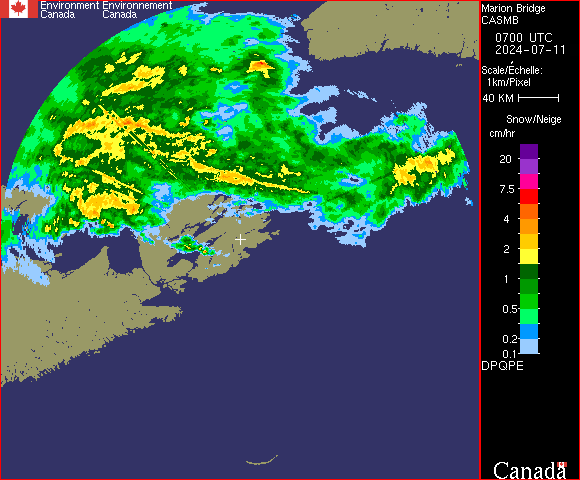 Environment Environnement
Canada Canada
Marion Bridge
CASMB
0700 UTC
2024-07-11
Scale/Échelle:
1km/Pixel
40 KM
Snow/Neige
cm/hr
20
7.5
4
2
1
0.5
0.2
0.1
DPQPE
Canada